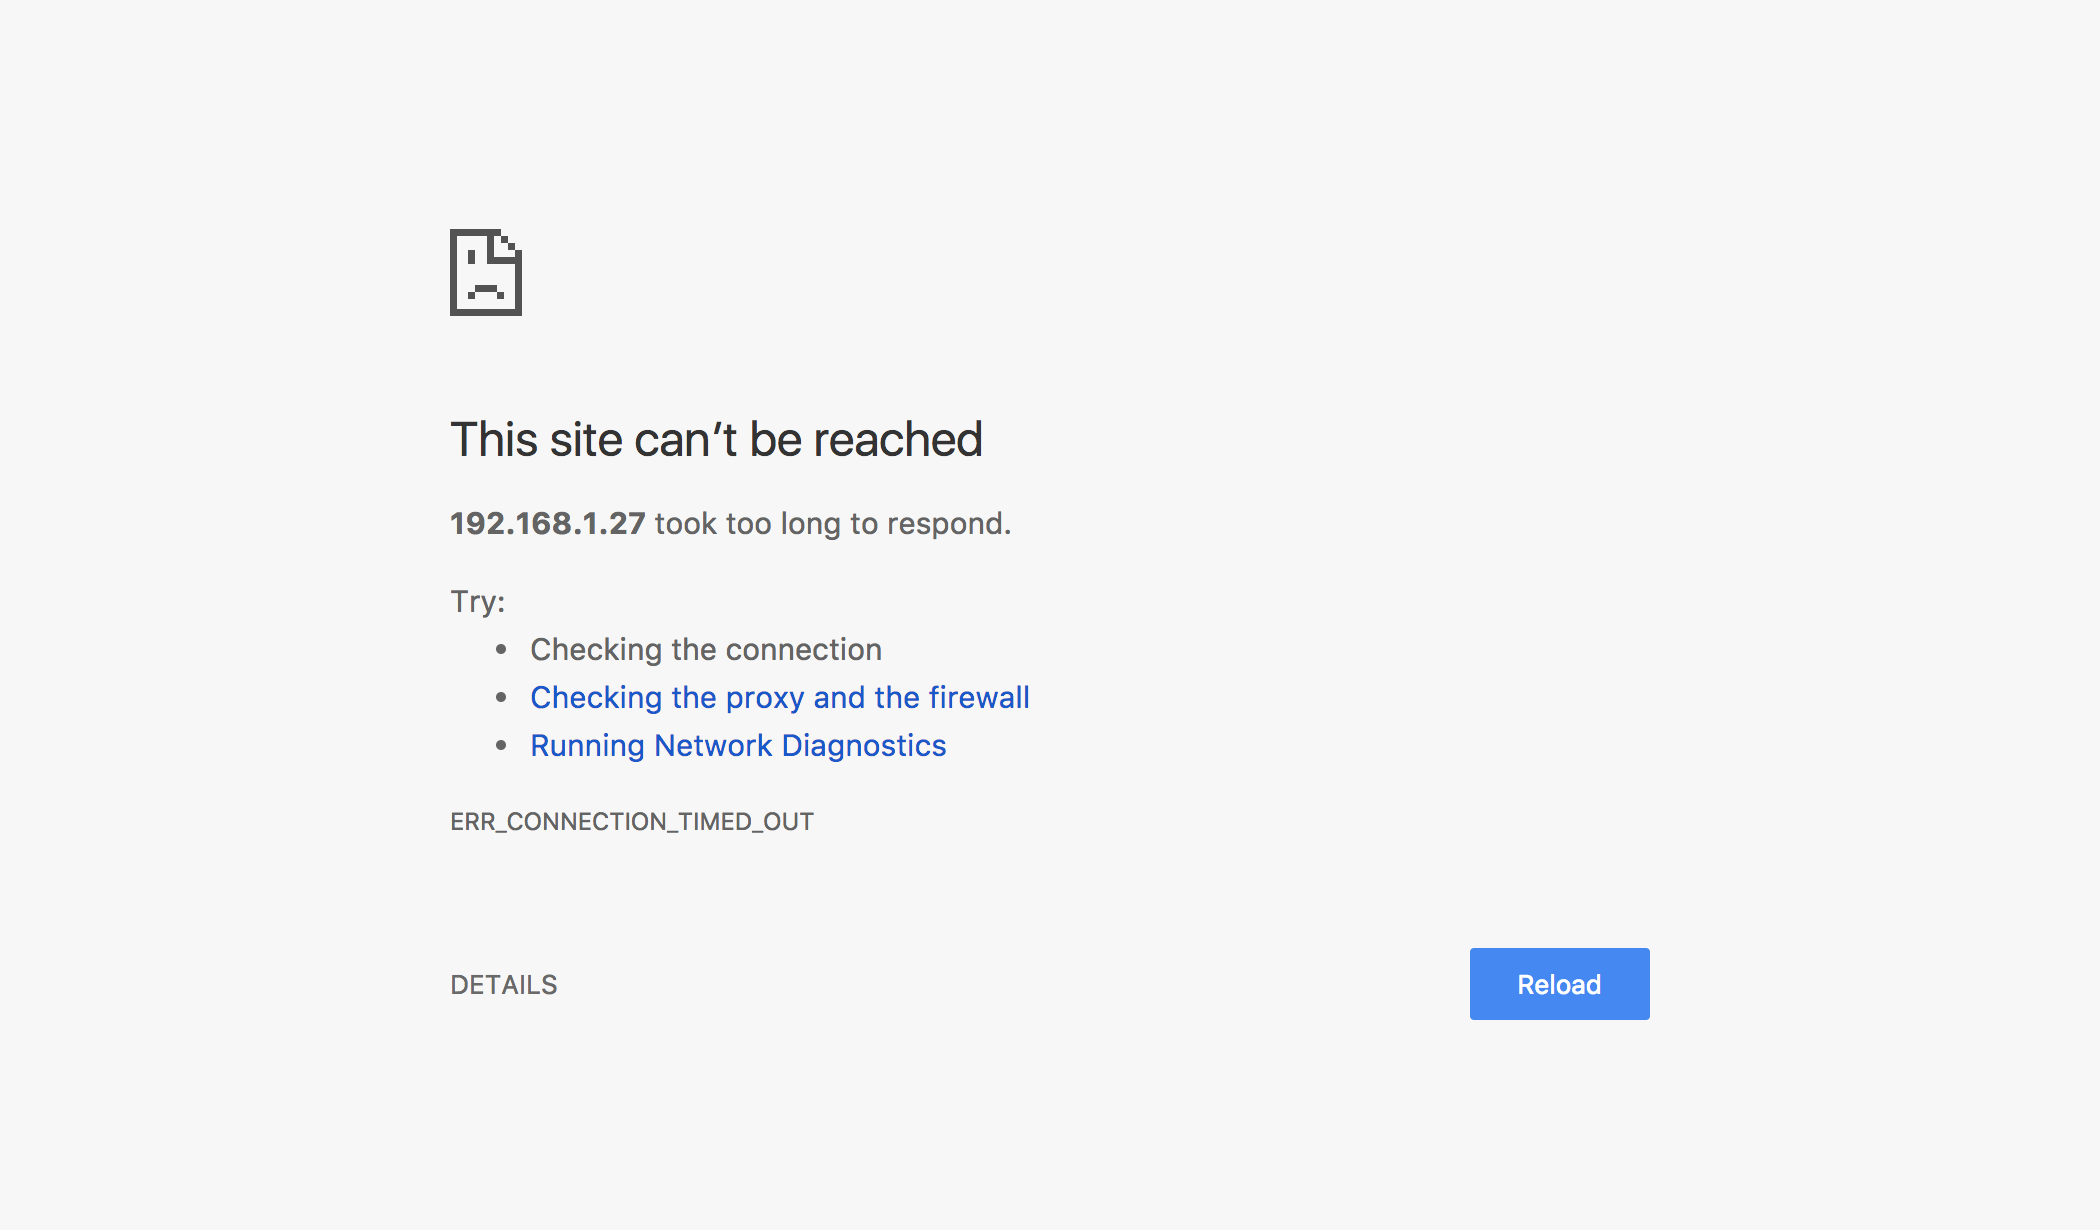 This site can’t be reached
192.168.1.27 took too long to respond.
Try:
• Checking the connection
• Checking the proxy and the firewall
• Running Network Diagnostics
ERR_CONNECTION_TIMED_OUT
DETAILS
Reload